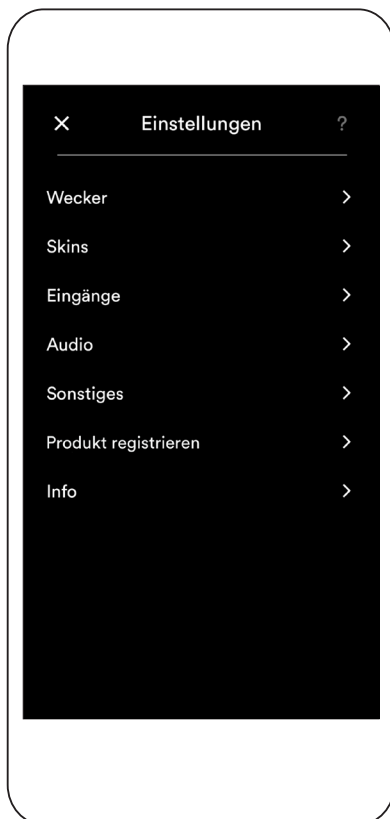 × Einstellungen ?
Wecker >
Skins >
Eingänge >
Audio >
Sonstiges >
Produkt registrieren >
Info >